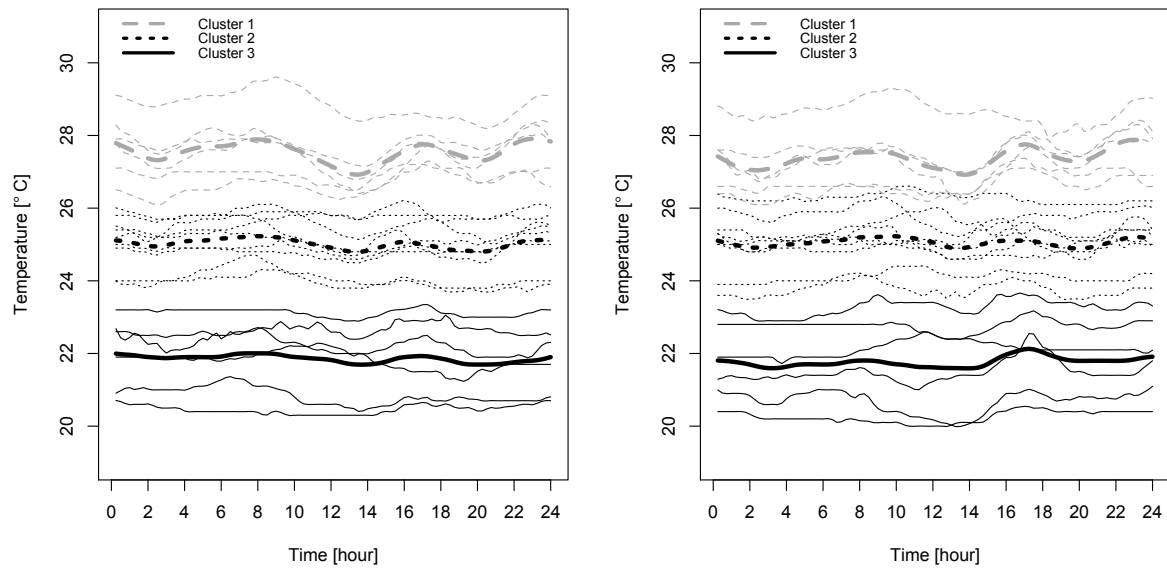 Cluster 1
Cluster 2
Cluster 3
30
28
26
24
22
20
Temperature [° C]
0 2 4 6 8 10 12 14 16 18 20 22 24
Time [hour]
Cluster 1
Cluster 2
Cluster 3
30
28
26
24
22
20
Temperature [° C]
0 2 4 6 8 10 12 14 16 18 20 22 24
Time [hour]